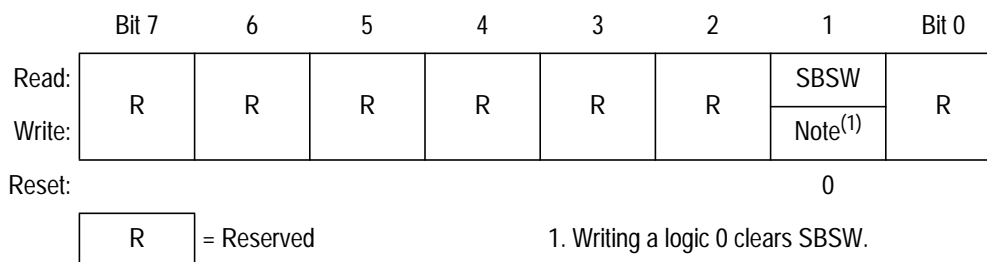 Bit 7 6 5 4 3 2 1 Bit 0
Read: SBSW
R R R R R R R
Write: Note(1)
Reset: 0
R = Reserved 1. Writing a logic 0 clears SBSW.